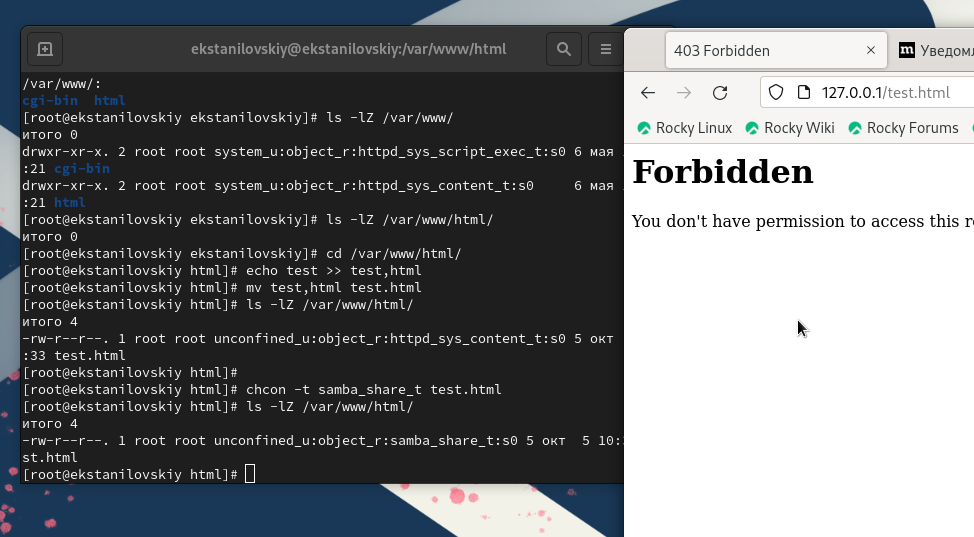 ekstanilovskiy@ekstanilovskiy:/var/www/html
/var/www/:
cgi-bin  html
[root@ekstanilovskiy ekstanilovskiy]# ls -lZ /var/www/
итого 0
drwxr-xr-x. 2 root root system_u:object_r:httpd_sys_script_exec_t:s0 6 мая
:21 cgi-bin
drwxr-xr-x. 2 root root system_u:object_r:httpd_sys_content_t:s0     6 мая
:21 html
[root@ekstanilovskiy ekstanilovskiy]# ls -lZ /var/www/html/
итого 0
[root@ekstanilovskiy ekstanilovskiy]# cd /var/www/html/
[root@ekstanilovskiy html]# echo test >> test,html
[root@ekstanilovskiy html]# mv test,html test.html
[root@ekstanilovskiy html]# ls -lZ /var/www/html/
итого 4
-rw-r--r--. 1 root root unconfined_u:object_r:httpd_sys_content_t:s0 5 окт
:33 test.html
[root@ekstanilovskiy html]#
[root@ekstanilovskiy html]# chcon -t samba_share_t test.html
[root@ekstanilovskiy html]# ls -lZ /var/www/html/
итого 4
-rw-r--r--. 1 root root unconfined_u:object_r:samba_share_t:s0 5 окт  5 10:
st.html
[root@ekstanilovskiy html]#
403 Forbidden
m Уведомл
127.0.0.1/test.html
Rocky Linux Rocky Wiki Rocky Forums
Forbidden
You don't have permission to access this